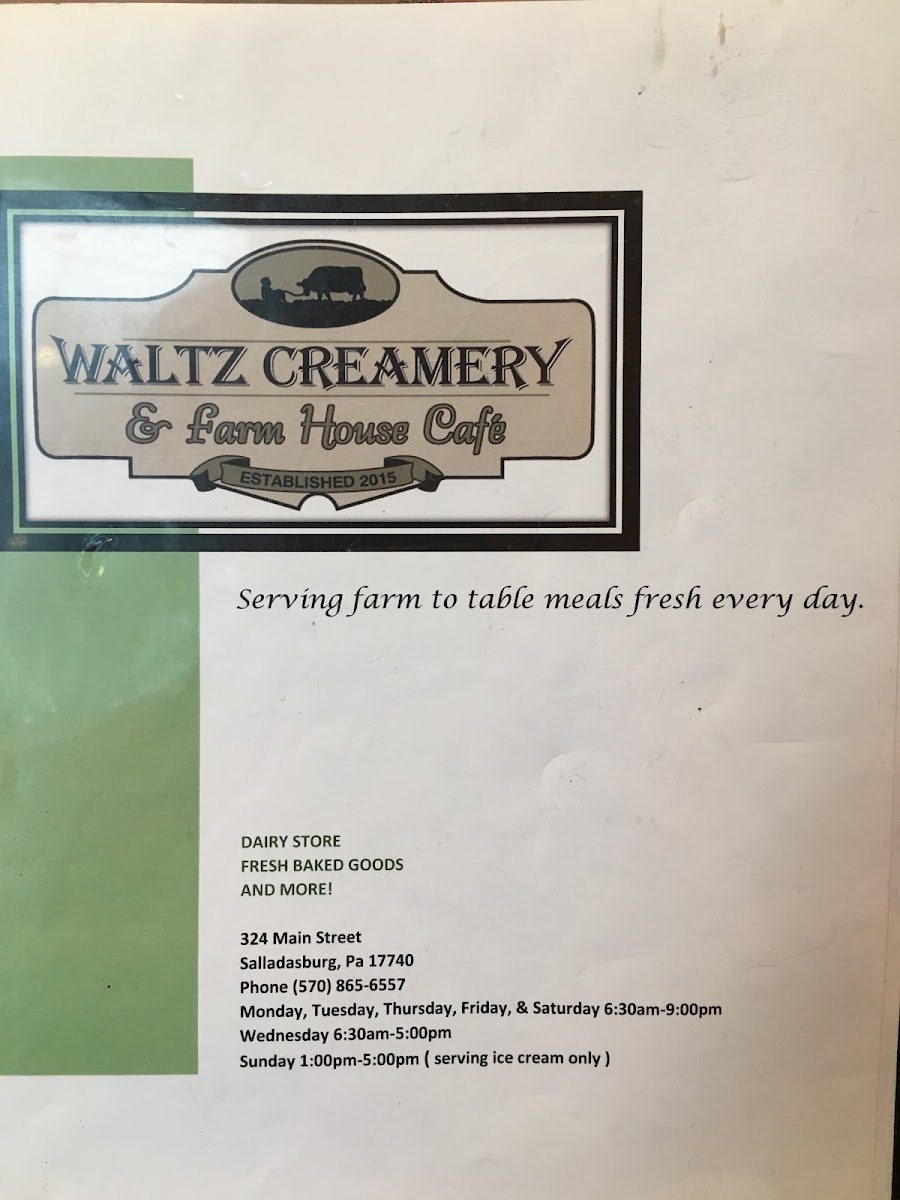 WALTZ CREAMERY
& Farm House Café
ESTABLISHED 2015
Serving farm to table meals fresh every day.
DAIRY STORE
FRESH BAKED GOODS
AND MORE!
324 Main Street
Salladasburg, Pa 17740
Phone (570) 865-6557
Monday, Tuesday, Thursday, Friday, & Saturday 6:30am-9:00pm
Wednesday 6:30am-5:00pm
Sunday 1:00pm-5:00pm ( serving ice cream only )